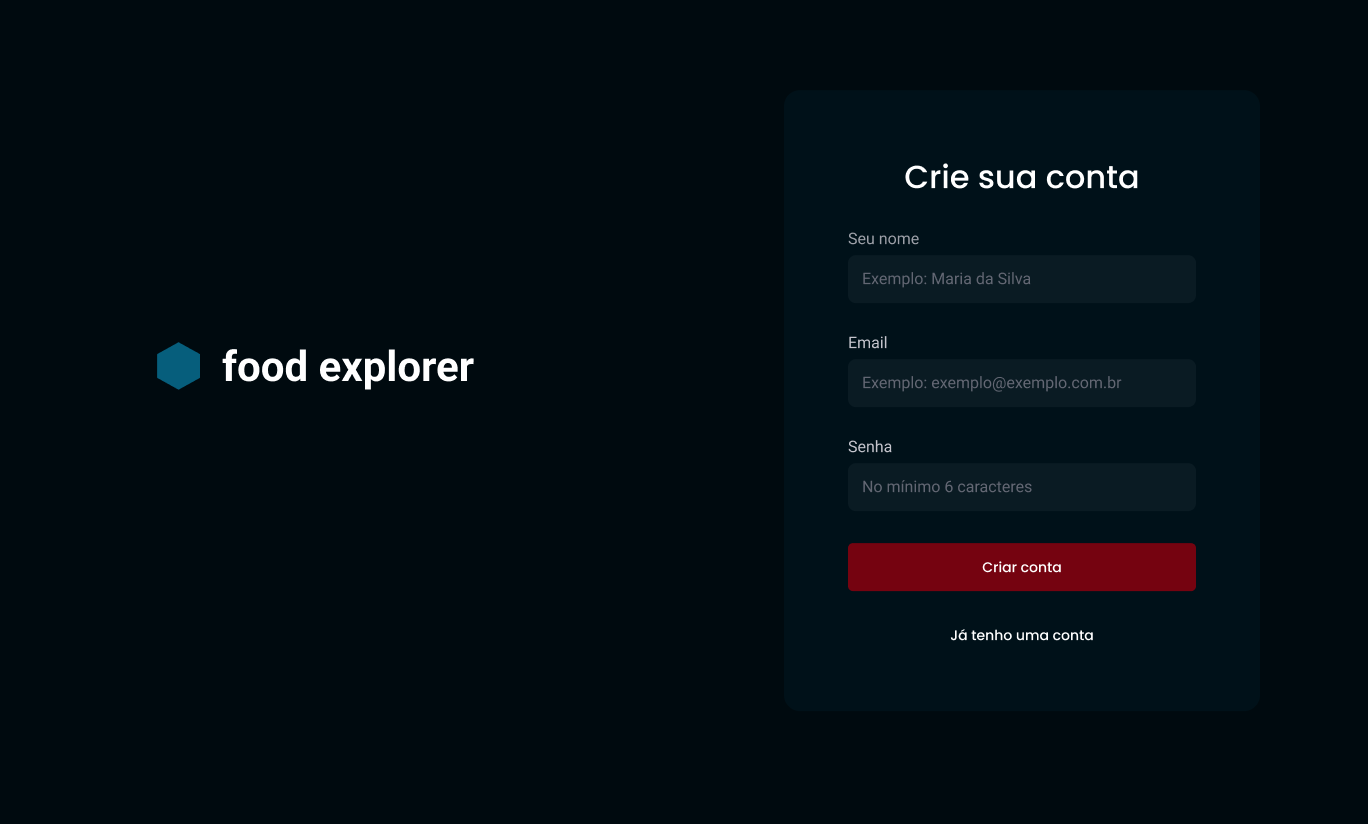 food explorer
Crie sua conta
Seu nome
Exemplo: Maria da Silva
Email
Exemplo: exemplo@exemplo.com.br
Senha
No mínimo 6 caracteres
Criar conta
Já tenho uma conta